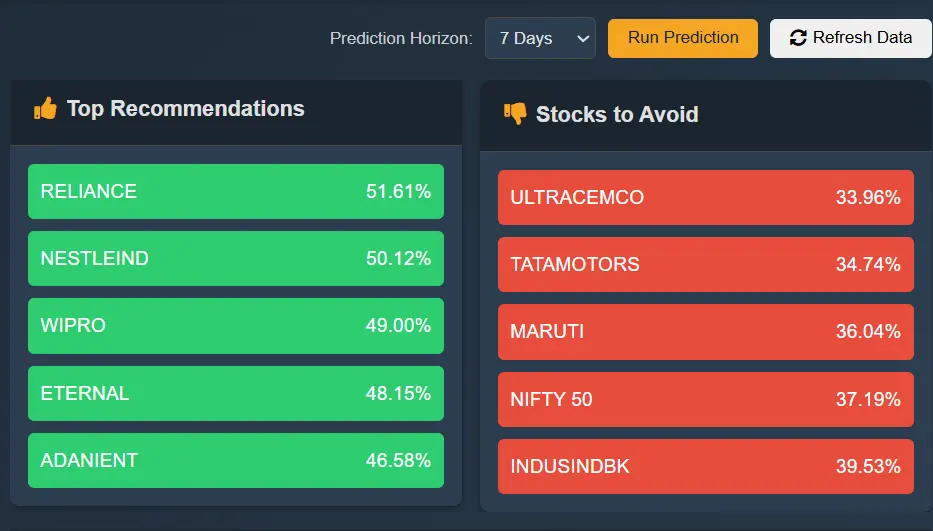 Prediction Horizon: 7 Days Run Prediction Refresh Data
Top Recommendations
RELIANCE 51.61%
NESTLEIND 50.12%
WIPRO 49.00%
ETERNAL 48.15%
ADANIENT 46.58%
Stocks to Avoid
ULTRACEMCO 33.96%
TATAMOTORS 34.74%
MARUTI 36.04%
NIFTY 50 37.19%
INDUSINDBK 39.53%